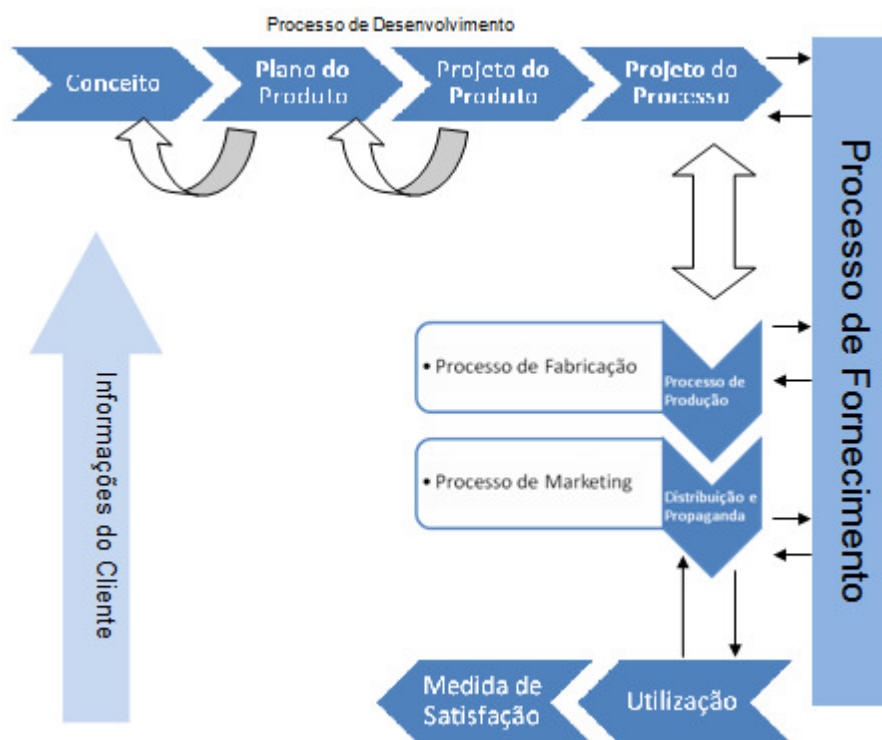 Processo de Desenvolvimento
Conceito
Plano do
Produto
Projeto do
Produto
Projeto do
Processo
Processo de Fornecimento
Informações do Cliente
• Processo de Fabricação
Processo de
Produção
• Processo de Marketing
Distribuição e
Propaganda
Medida de
Satisfação
Utilização